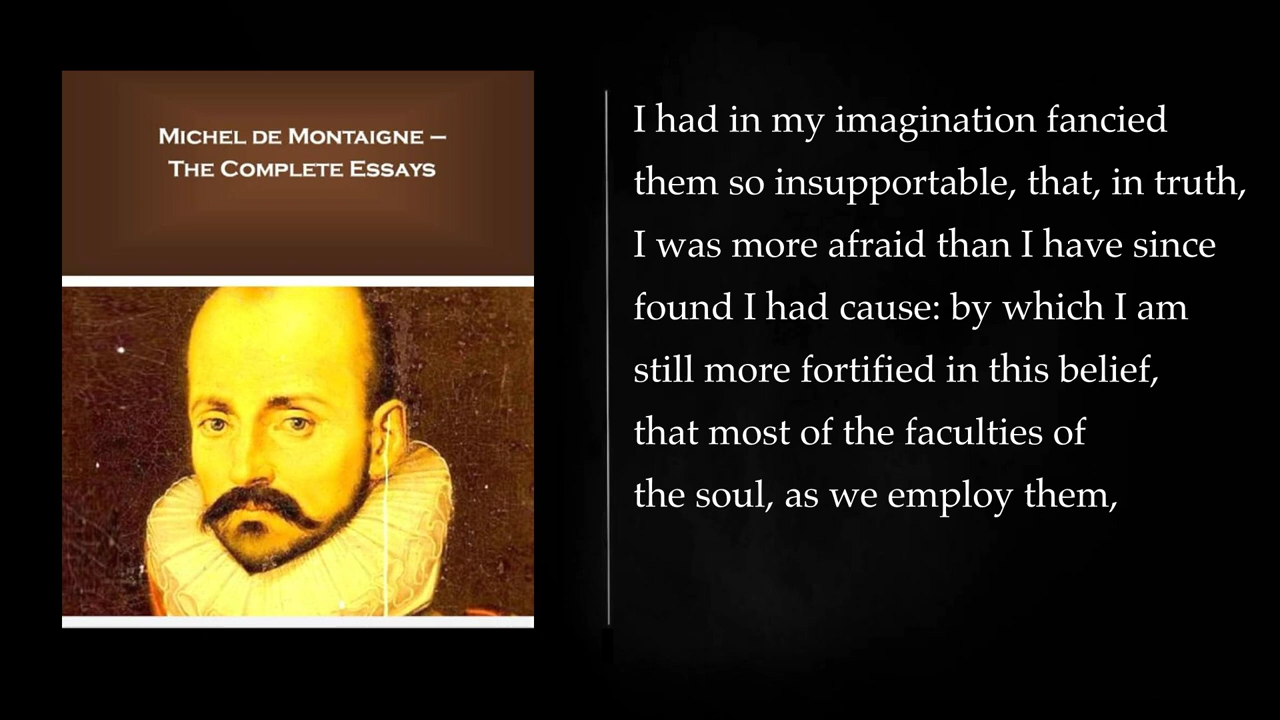 MICHEL DE MONTAIGNE –
THE COMPLETE ESSAYS
I had in my imagination fancied
them so insupportable, that, in truth,
I was more afraid than I have since
found I had cause: by which I am
still more fortified in this belief,
that most of the faculties of
the soul, as we employ them,